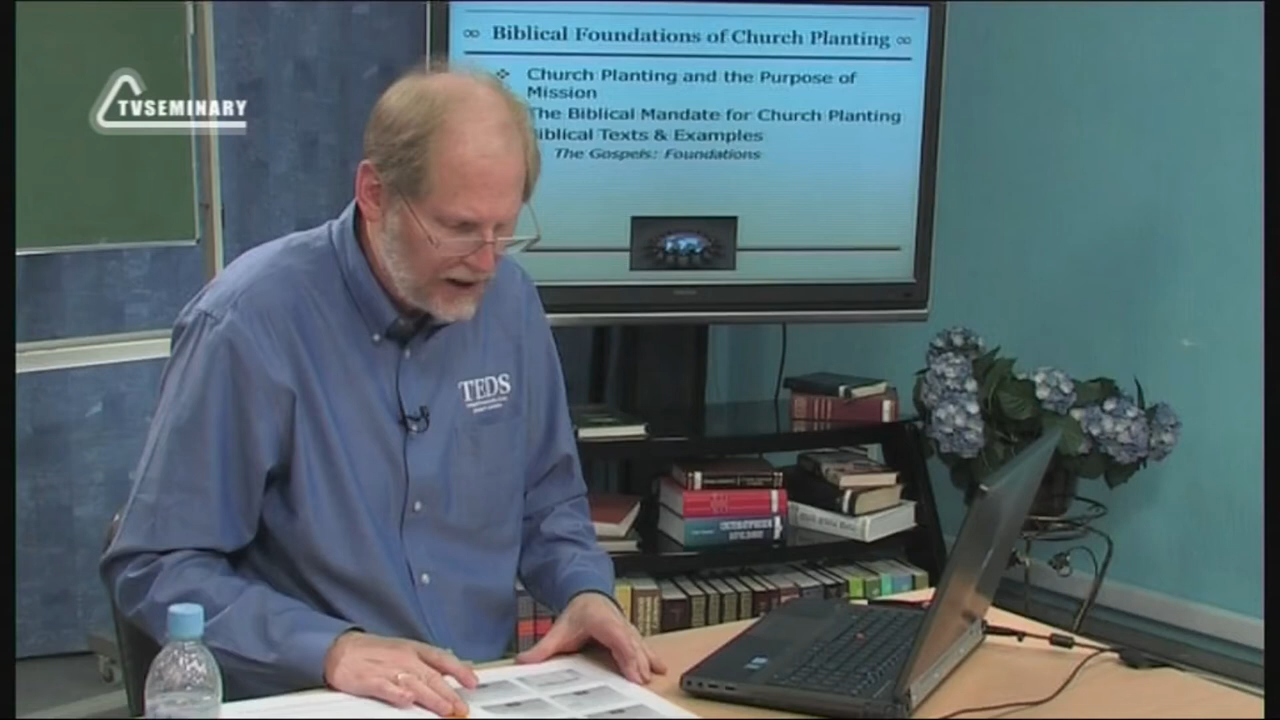 TVSEMINARY
Biblical Foundations of Church Planting
Church Planting and the Purpose of
Mission
The Biblical Mandate for Church Planting
Biblical Texts & Examples
The Gospels: Foundations
TEDS